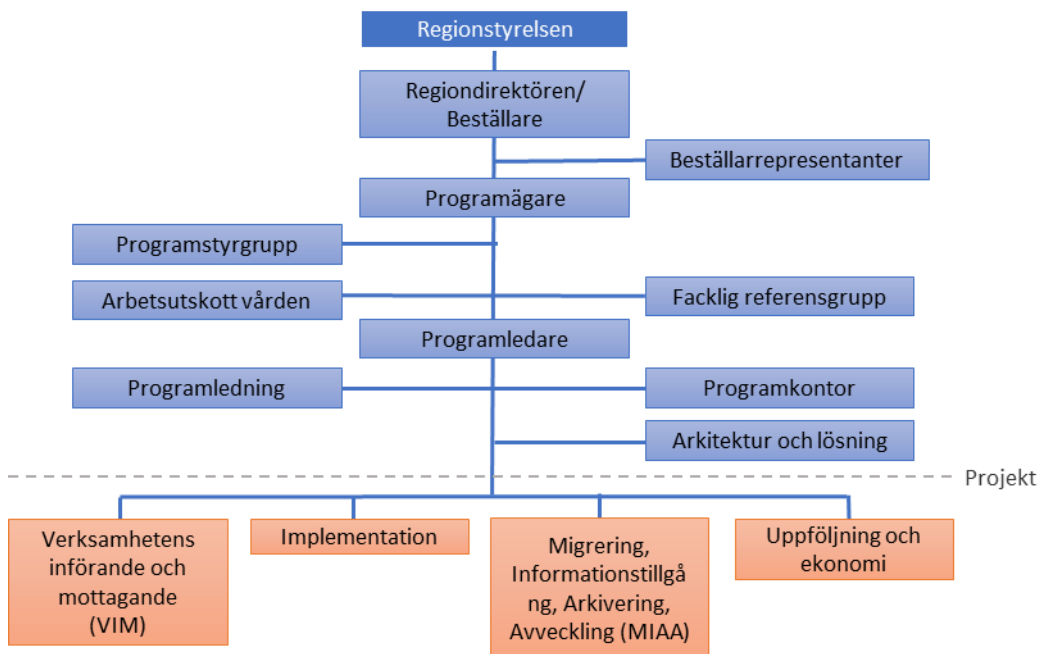 Regionstyrelsen
Regiondirektören/
Beställare
Beställarrepresentanter
Programägare
Programstyrgrupp
Arbetsutskott vården
Facklig referensgrupp
Programledare
Programledning
Programkontor
Arkitektur och lösning
Projekt
Verksamhetens
införande och
mottagande
(VIM)
Implementation
Migrering,
Informationstillgå
ng, Arkivering,
Avveckling (MIAA)
Uppföljning och
ekonomi